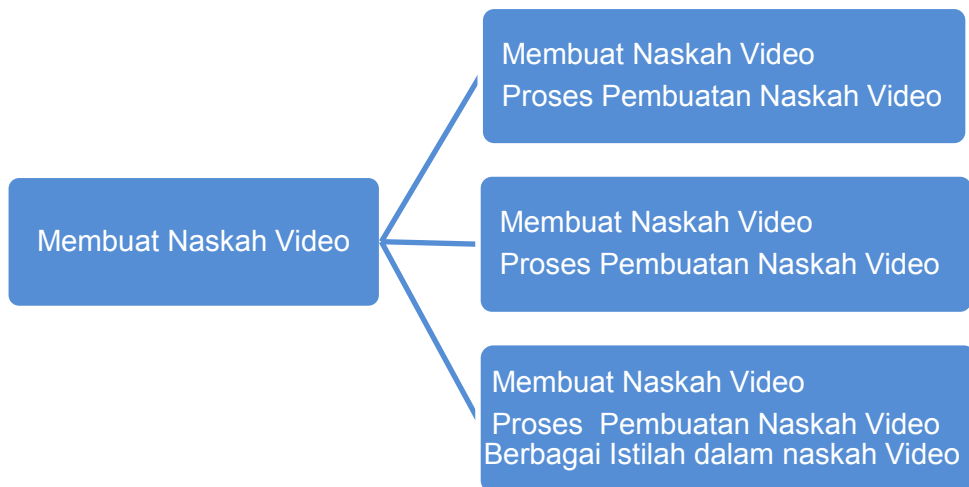 Membuat Naskah Video
Membuat Naskah Video
Proses Pembuatan Naskah Video
Membuat Naskah Video
Proses Pembuatan Naskah Video
Membuat Naskah Video
Proses  Pembuatan Naskah Video
Berbagai Istilah dalam naskah Video